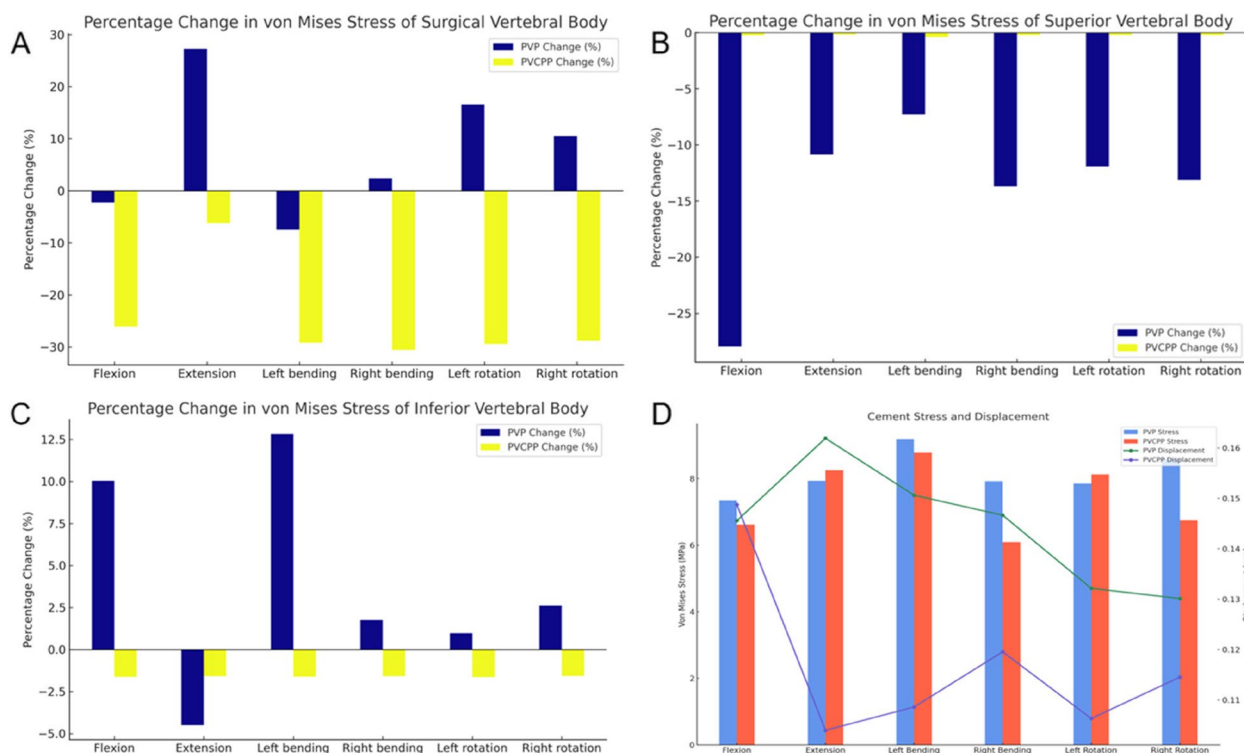 A
Percentage Change in von Mises Stress of Surgical Vertebral Body
30
20
10
0
−10
−20
−30
Percentage Change (%)
PVP Change (%)
PVCPP Change (%)
Flexion
Extension
Left bending
Right bending
Left rotation
Right rotation
B
Percentage Change in von Mises Stress of Superior Vertebral Body
0
−5
−10
−15
−20
−25
Percentage Change (%)
PVP Change (%)
PVCPP Change (%)
Flexion
Extension
Left bending
Right bending
Left rotation
Right rotation
C
Percentage Change in von Mises Stress of Inferior Vertebral Body
12.5
10.0
7.5
5.0
2.5
0.0
−2.5
−5.0
Percentage Change (%)
PVP Change (%)
PVCPP Change (%)
Flexion
Extension
Left bending
Right bending
Left rotation
Right rotation
D
Cement Stress and Displacement
8
6
4
2
0
Von Mises Stress (MPa)
PVP Stress
PVCPP Stress
PVP Displacement
PVCPP Displacement
0.16
0.15
0.14
0.13
0.12
0.11
Flexion
Extension
Left Bending
Right Bending
Left Rotation
Right Rotation